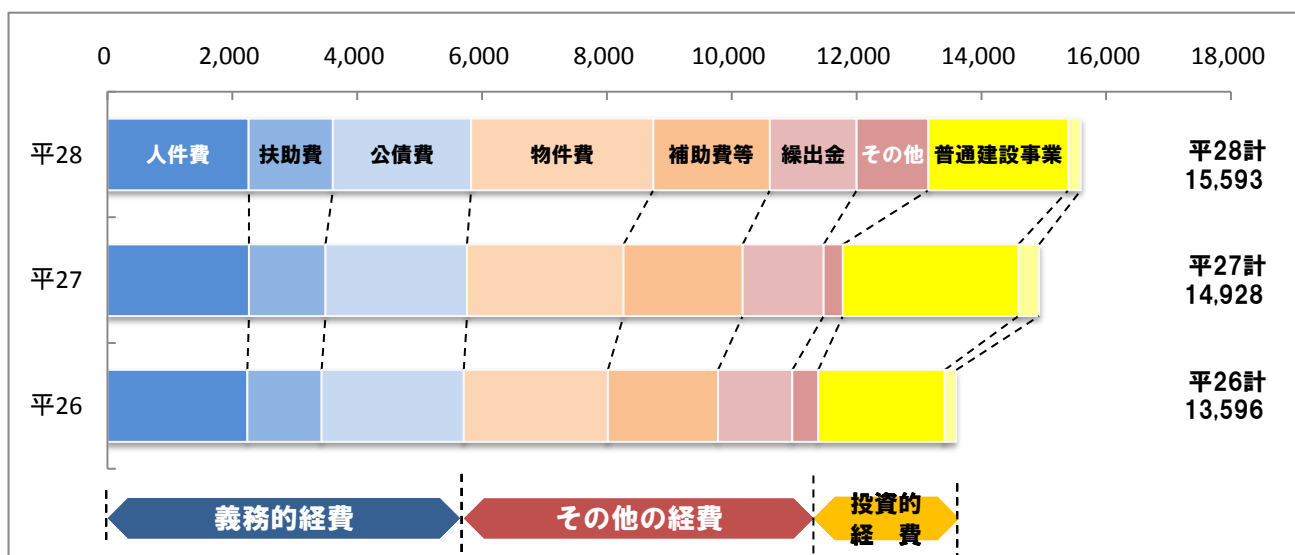 0 2,000 4,000 6,000 8,000 10,000 12,000 14,000 16,000 18,000
平28 人件費 扶助費 公債費 物件費 補助費等 繰出金 その他 普通建設事業 平28計
15,593
平27 平27計
14,928
平26 平26計
13,596
義務的経費 その他の経費 投資的
経 費